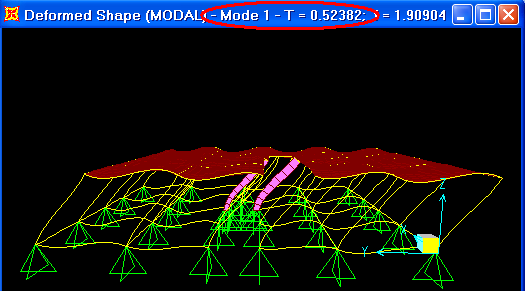 Deformed Shape (MODAL) - Mode 1 - T = 0.52382; = 1.90904
Z
Y